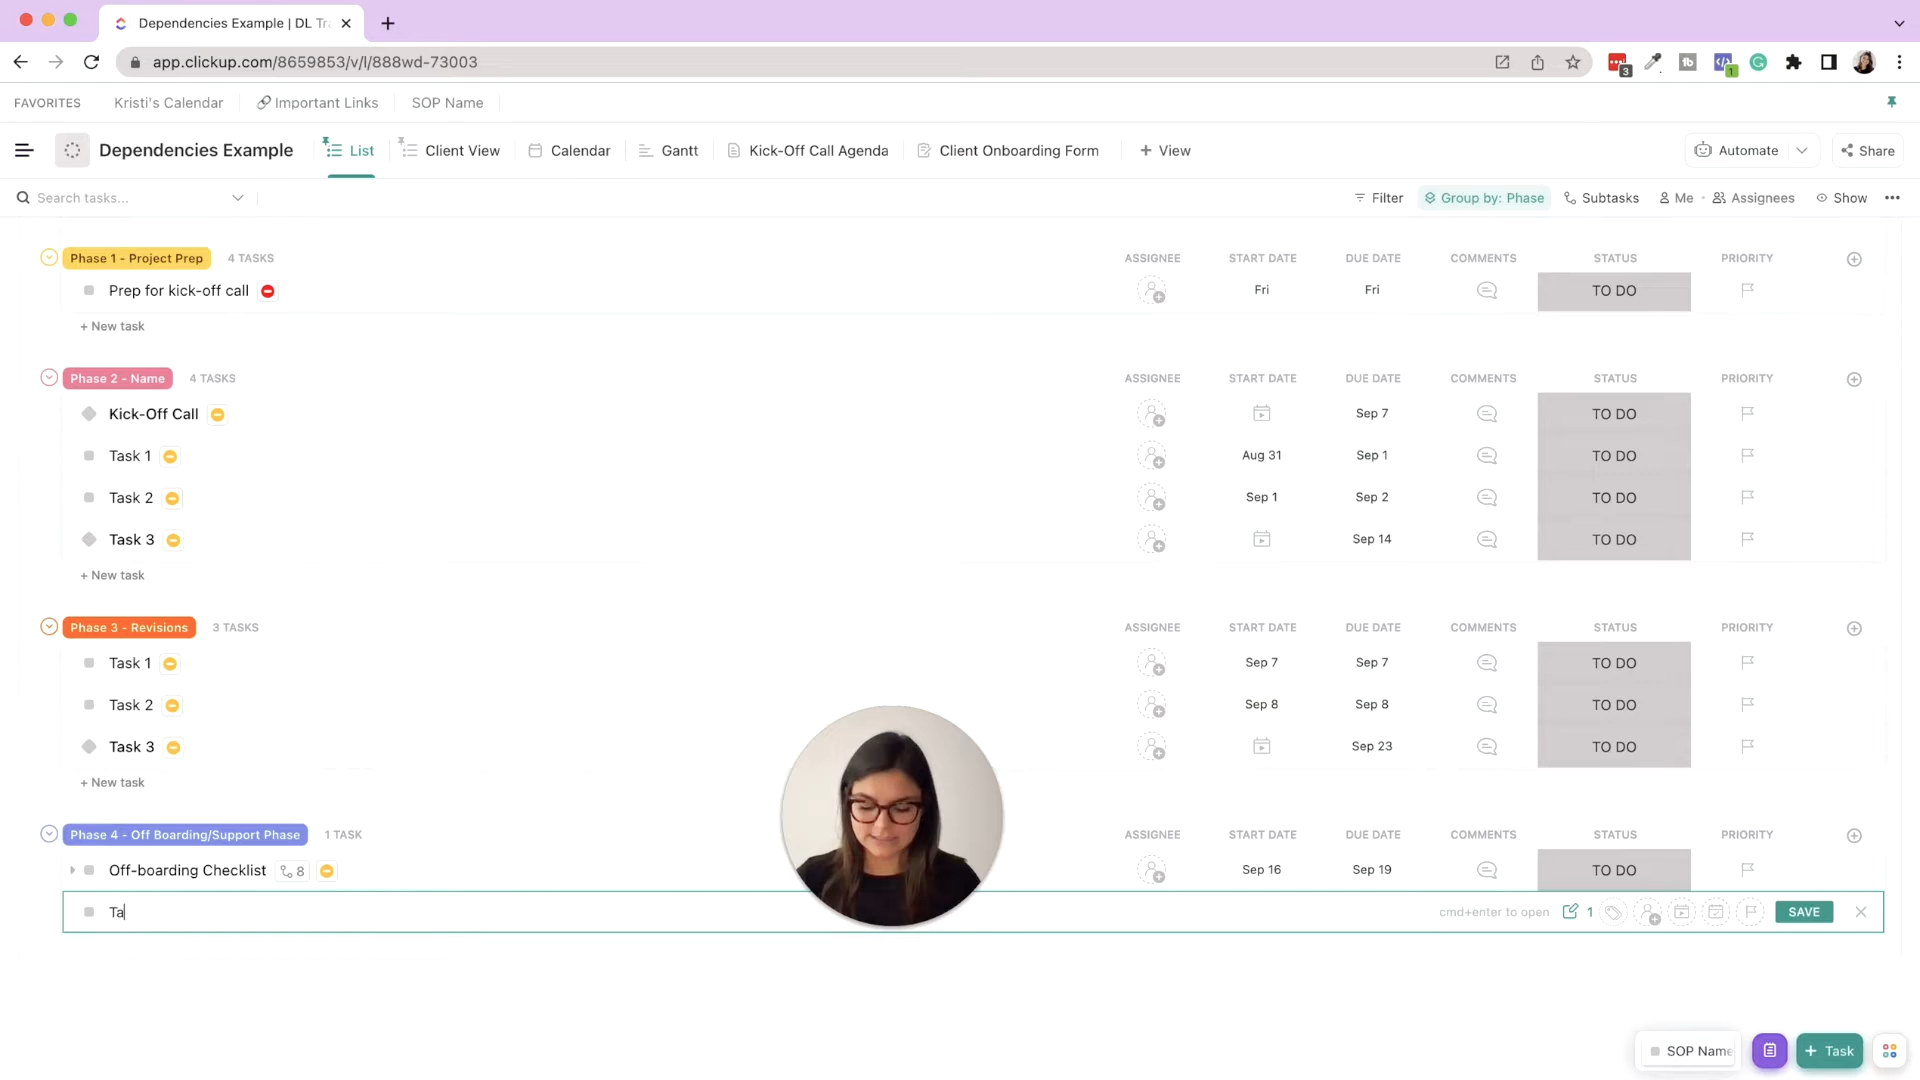 Dependencies Example | DL Tra
app.clickup.com/8659853/v/l/888wd-73003
3
1
FAVORITES Kristi's Calendar Important Links SOP Name
Dependencies Example List Client View Calendar Gantt Kick-Off Call Agenda Client Onboarding Form + View Automate Share
Search tasks... Filter Group by: Phase Subtasks Me Assignees Show
Phase 1 - Project Prep 4 TASKS ASSIGNEE START DATE DUE DATE COMMENTS STATUS PRIORITY
Prep for kick-off call Fri Fri TO DO
+ New task
Phase 2 - Name 4 TASKS ASSIGNEE START DATE DUE DATE COMMENTS STATUS PRIORITY
Kick-Off Call Sep 7 TO DO
Task 1 Aug 31 Sep 1 TO DO
Task 2 Sep 1 Sep 2 TO DO
Task 3 Sep 14 TO DO
+ New task
Phase 3 - Revisions 3 TASKS ASSIGNEE START DATE DUE DATE COMMENTS STATUS PRIORITY
Task 1 Sep 7 Sep 7 TO DO
Task 2 Sep 8 Sep 8 TO DO
Task 3 Sep 23 TO DO
+ New task
Phase 4 - Off Boarding/Support Phase 1 TASK ASSIGNEE START DATE DUE DATE COMMENTS STATUS PRIORITY
Off-boarding Checklist 8 Sep 16 Sep 19 TO DO
Ta cmd+enter to open 1 SAVE
SOP Name + Task